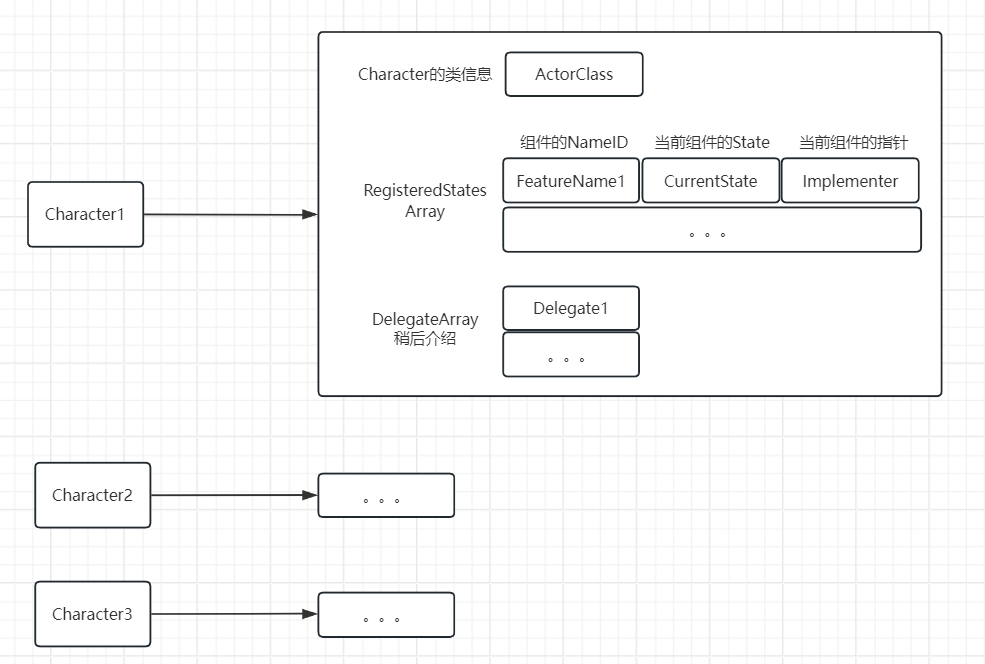 Character的类信息
ActorClass
组件的NameID
当前组件的State
当前组件的指针
Character1
RegisteredStates
Array
FeatureName1
CurrentState
Implementer
。。。
DelegateArray
稍后介绍
Delegate1
。。。
Character2
。。。
Character3
。。。